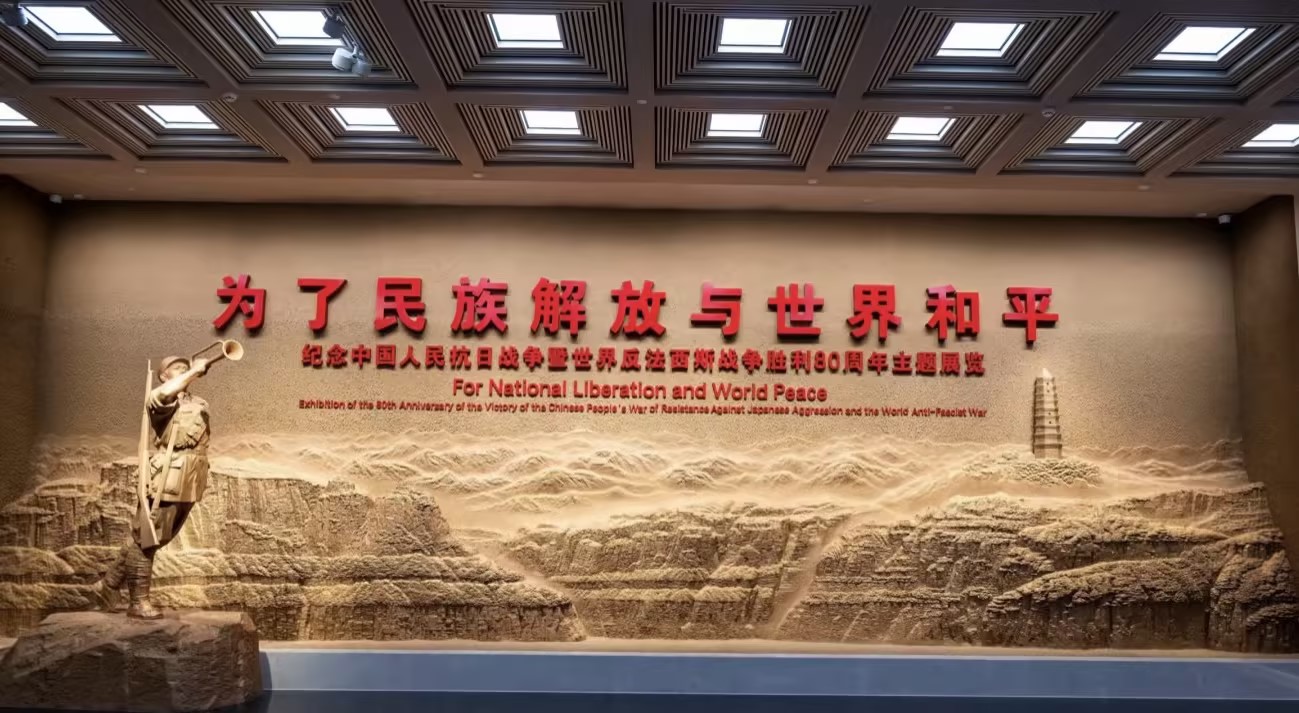 为了民族解放与世界和平
纪念中国人民抗日战争暨世界反法西斯战争胜利80周年主题展览
For National Liberation and World Peace
Exhibition of the 80th Anniversary of the Victory of the Chinese People's War of Resistance Against Japanese Aggression and the World Anti-Fascist War